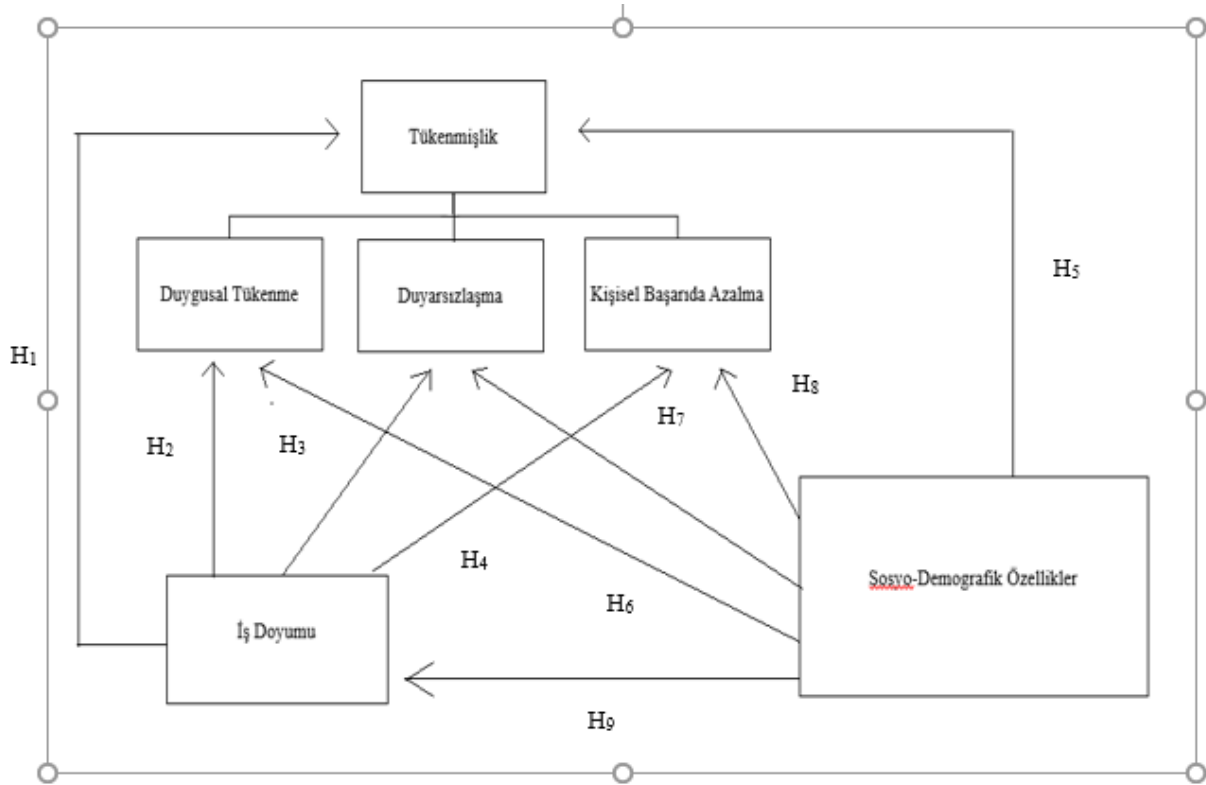 Tükenmişlik
H5
Duygusal Tükenme
Duyarsızlaşma
Kişisel Başarıda Azalma
H1
H8
H7
H2
H3
H4
Sosyo-Demografik Özellikler
H6
İş Doyumu
H9